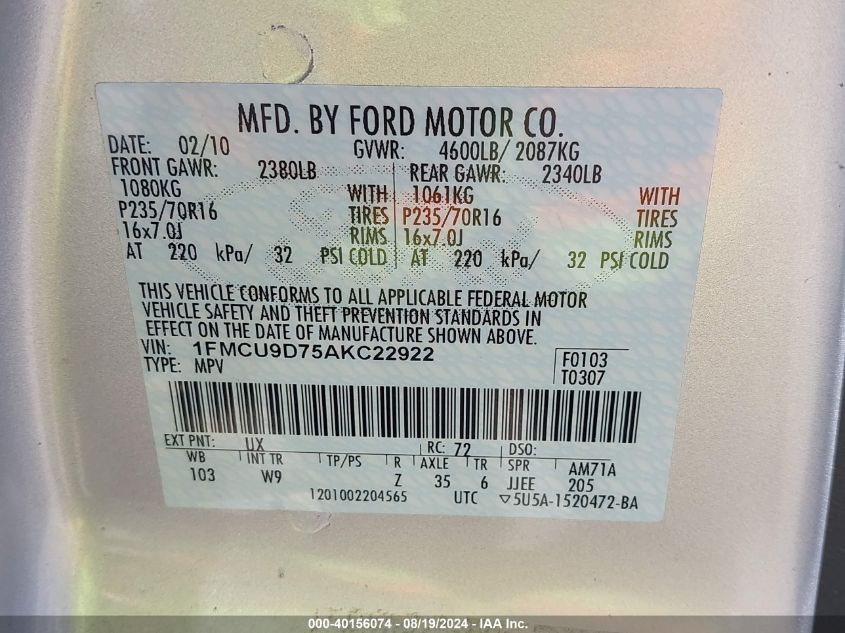 MFD. BY FORD MOTOR CO.
DATE: 02/10 GVWR: 4600LB/ 2087KG
FRONT GAWR: 2380LB REAR GAWR: 2340LB
1080KG WITH 1061KG WITH
P235/70R16 TIRES P235/70R16 TIRES
16x7.0J RIMS 16x7.0J RIMS
AT 220 kPa/ 32 PSI COLD AT 220 kPa/ 32 PSI COLD
THIS VEHICLE CONFORMS TO ALL APPLICABLE FEDERAL MOTOR
VEHICLE SAFETY AND THEFT PREVENTION STANDARDS IN
EFFECT ON THE DATE OF MANUFACTURE SHOWN ABOVE.
VIN: 1FMCU9D75AKC22922 F0103
TYPE: MPV T0307
EXT PNT: UX RC: 72 DSO:
WB INT TR TP/PS R AXLE TR SPR AM71A
103 W9 Z 35 6 JJEE 205
1201002204565 UTC ▽5U5A-1520472-BA
000-40156074 - 08/19/2024 - IAA Inc.